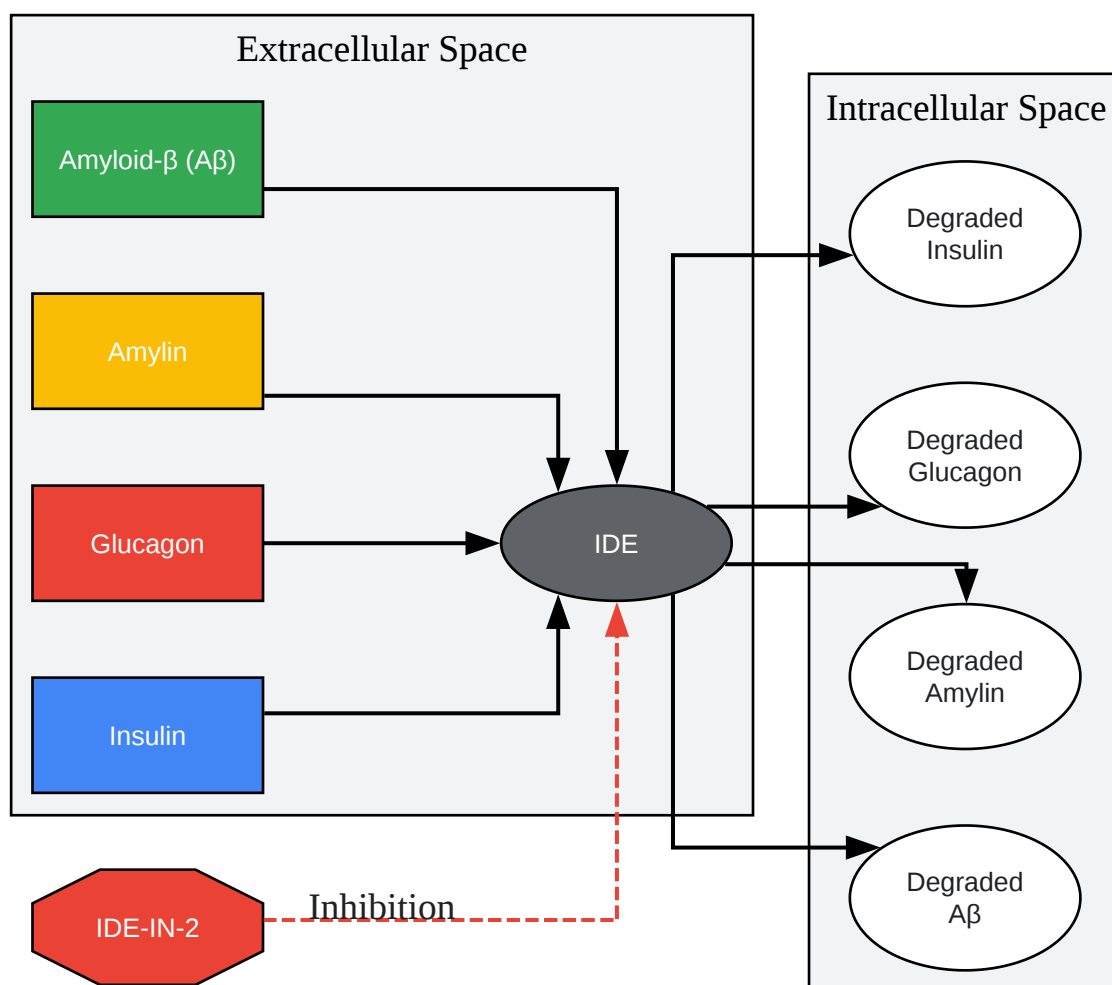 Extracellular Space
Amyloid-β (Aβ)
Amylin
Glucagon
Insulin
IDE
IDE-IN-2
Inhibition
Intracellular Space
Degraded
Insulin
Degraded
Glucagon
Degraded
Amylin
Degraded
Aβ